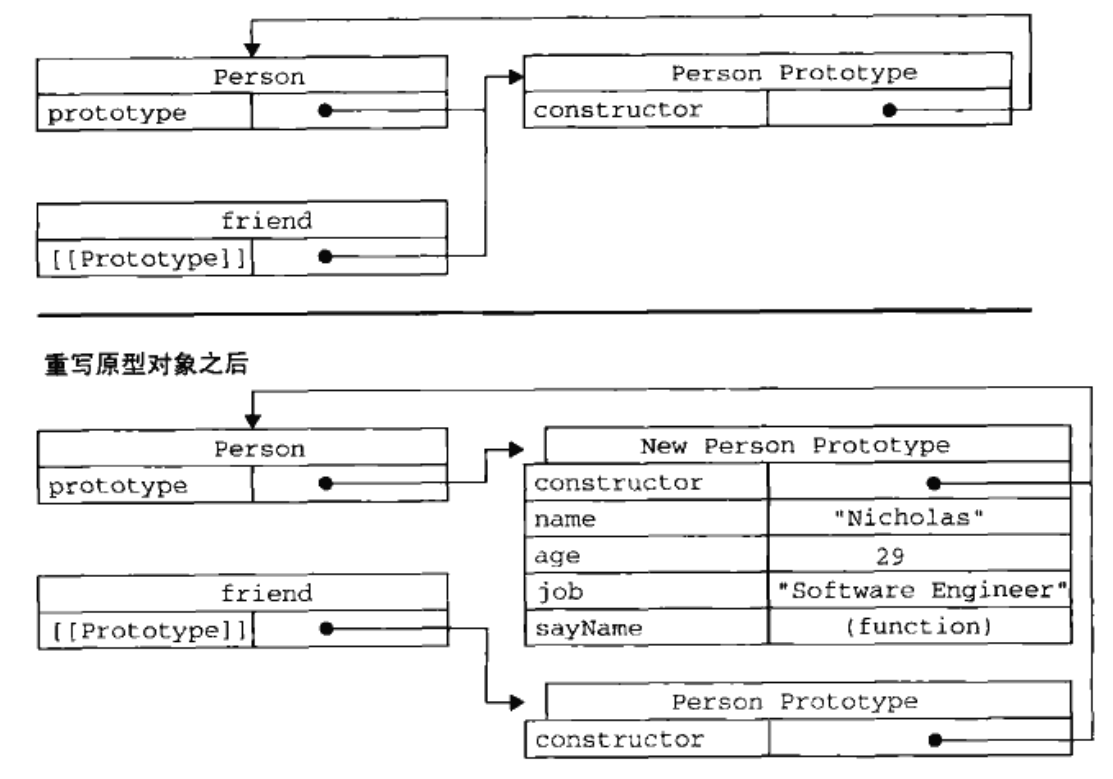 Person
prototype
Person Prototype
constructor
friend
[[Prototype]]
重写原型对象之后
Person
prototype
New Person Prototype
constructor
name "Nicholas"
age 29
job "Software Engineer"
sayName (function)
friend
[[Prototype]]
Person Prototype
constructor